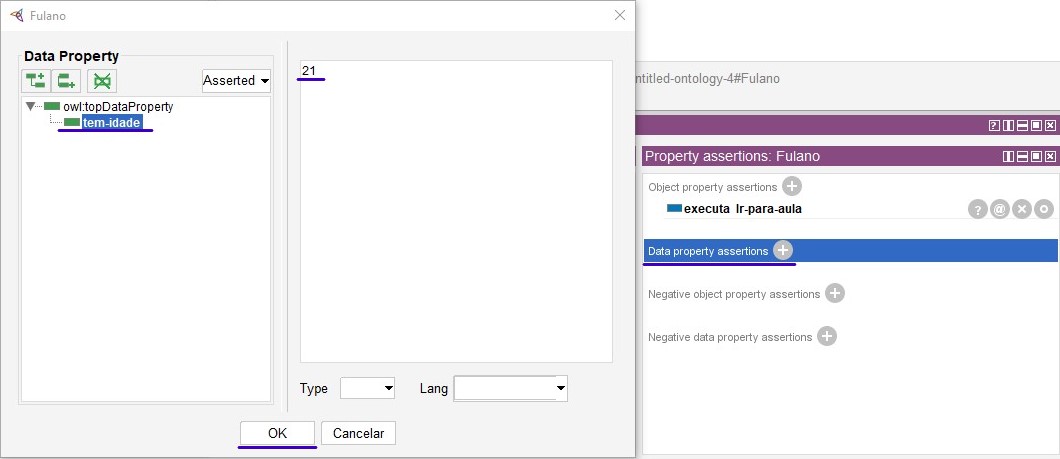 Fulano
Data Property
Asserted
owl:topDataProperty
tem-idade
21
Type
Lang
OK
Cancelar
ntitled-ontology-4#Fulano
Property assertions: Fulano
Object property assertions
executa Ir-para-aula
Data property assertions
Negative object property assertions
Negative data property assertions